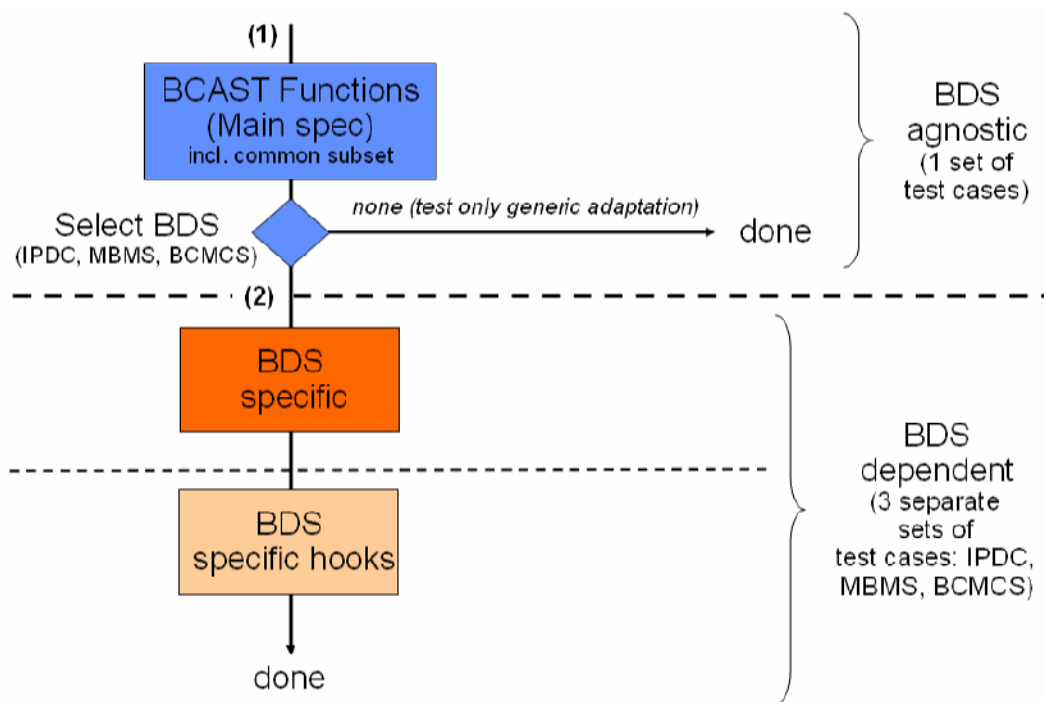 (1)
BCAST Functions
(Main spec)
incl. common subset
BDS
agnostic
(1 set of
test cases)
Select BDS
(IPDC, MBMS, BCMCS)
none (test only generic adaptation)
done
(2)
BDS
specific
BDS
specific hooks
done
BDS
dependent
(3 separate
sets of
test cases: IPDC,
MBMS, BCMCS)